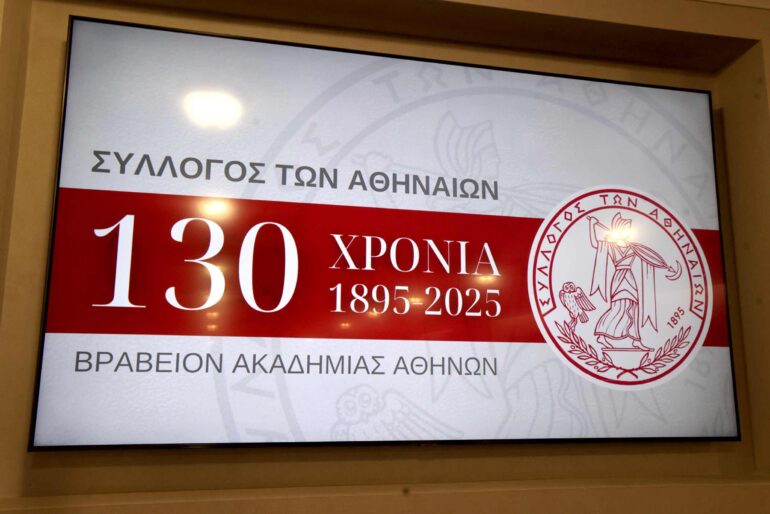 ΣΥΛΛΟΓΟΣ ΤΩΝ ΑΘΗΝΑΙΩΝ
130 ΧΡΟΝΙΑ
1895-2025
ΒΡΑΒΕΙΟΝ ΑΚΑΔΗΜΙΑΣ ΑΘΗΝΩΝ
ΣΥΛΛΟΓΟΣ ΤΩΝ ΑΘΗΝΑΙΩΝ
1895